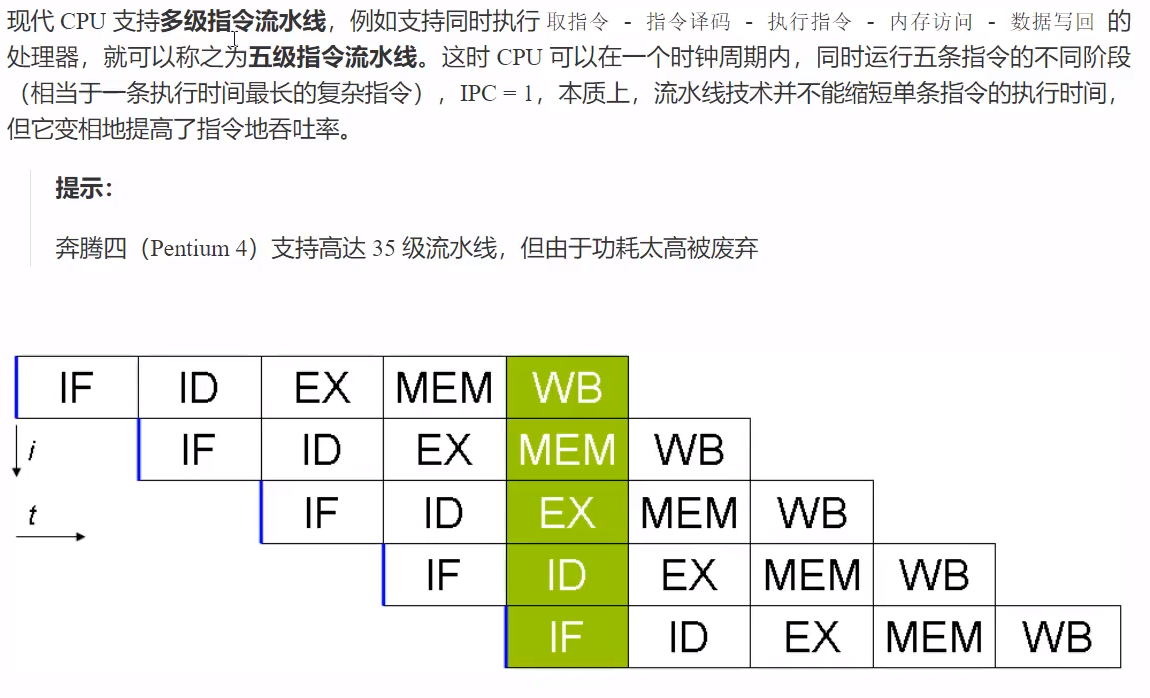 现代 CPU 支持多级指令流水线，例如支持同时执行 取指令 - 指令译码 - 执行指令 - 内存访问 - 数据写回 的
处理器，就可以称之为五级指令流水线。这时 CPU 可以在一个时钟周期内，同时运行五条指令的不同阶段
（相当于一条执行时间最长的复杂指令），IPC = 1，本质上，流水线技术并不能缩短单条指令的执行时间，
但它变相地提高了指令地吞吐率。
提示：
奔腾四（Pentium 4）支持高达 35 级流水线，但由于功耗太高被废弃
IF ID EX MEM WB
i IF ID EX MEM WB
t IF ID EX MEM WB
IF ID EX MEM WB
IF ID EX MEM WB